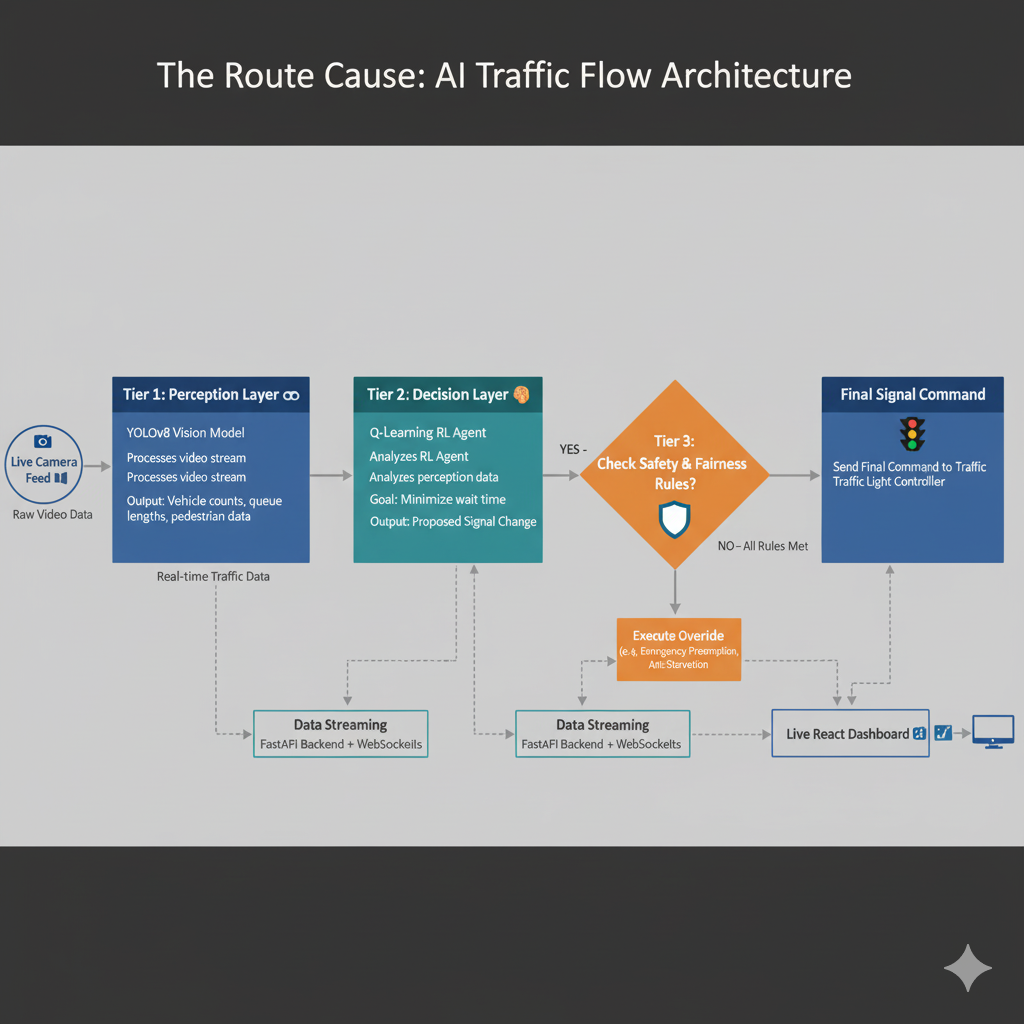 The Route Cause: AI Traffic Flow Architecture
Live Camera
Feed
Raw Video Data
Tier 1: Perception Layer
YOLOv8 Vision Model
Processes video stream
Processes video stream
Output: Vehicle counts, queue
lengths, pedestrian data
Real-time Traffic Data
Tier 2: Decision Layer
Q-Learning RL Agent
Analyzes RL Agent
Analyzes perception data
Goal: Minimize wait time
Output: Proposed Signal Change
YES -
Tier 3:
Check Safety & Fairness
Rules?
NO – All Rules Met
Final Signal Command
Send Final Command to Traffic
Traffic Light Controller
Execute Overide
(e.g, Emergency Preemption,
Data Streaming
FastAPI Backend + WebSockeils
Data Streaming
FastAPI Backend + WebSockelts
Live React Dashboard